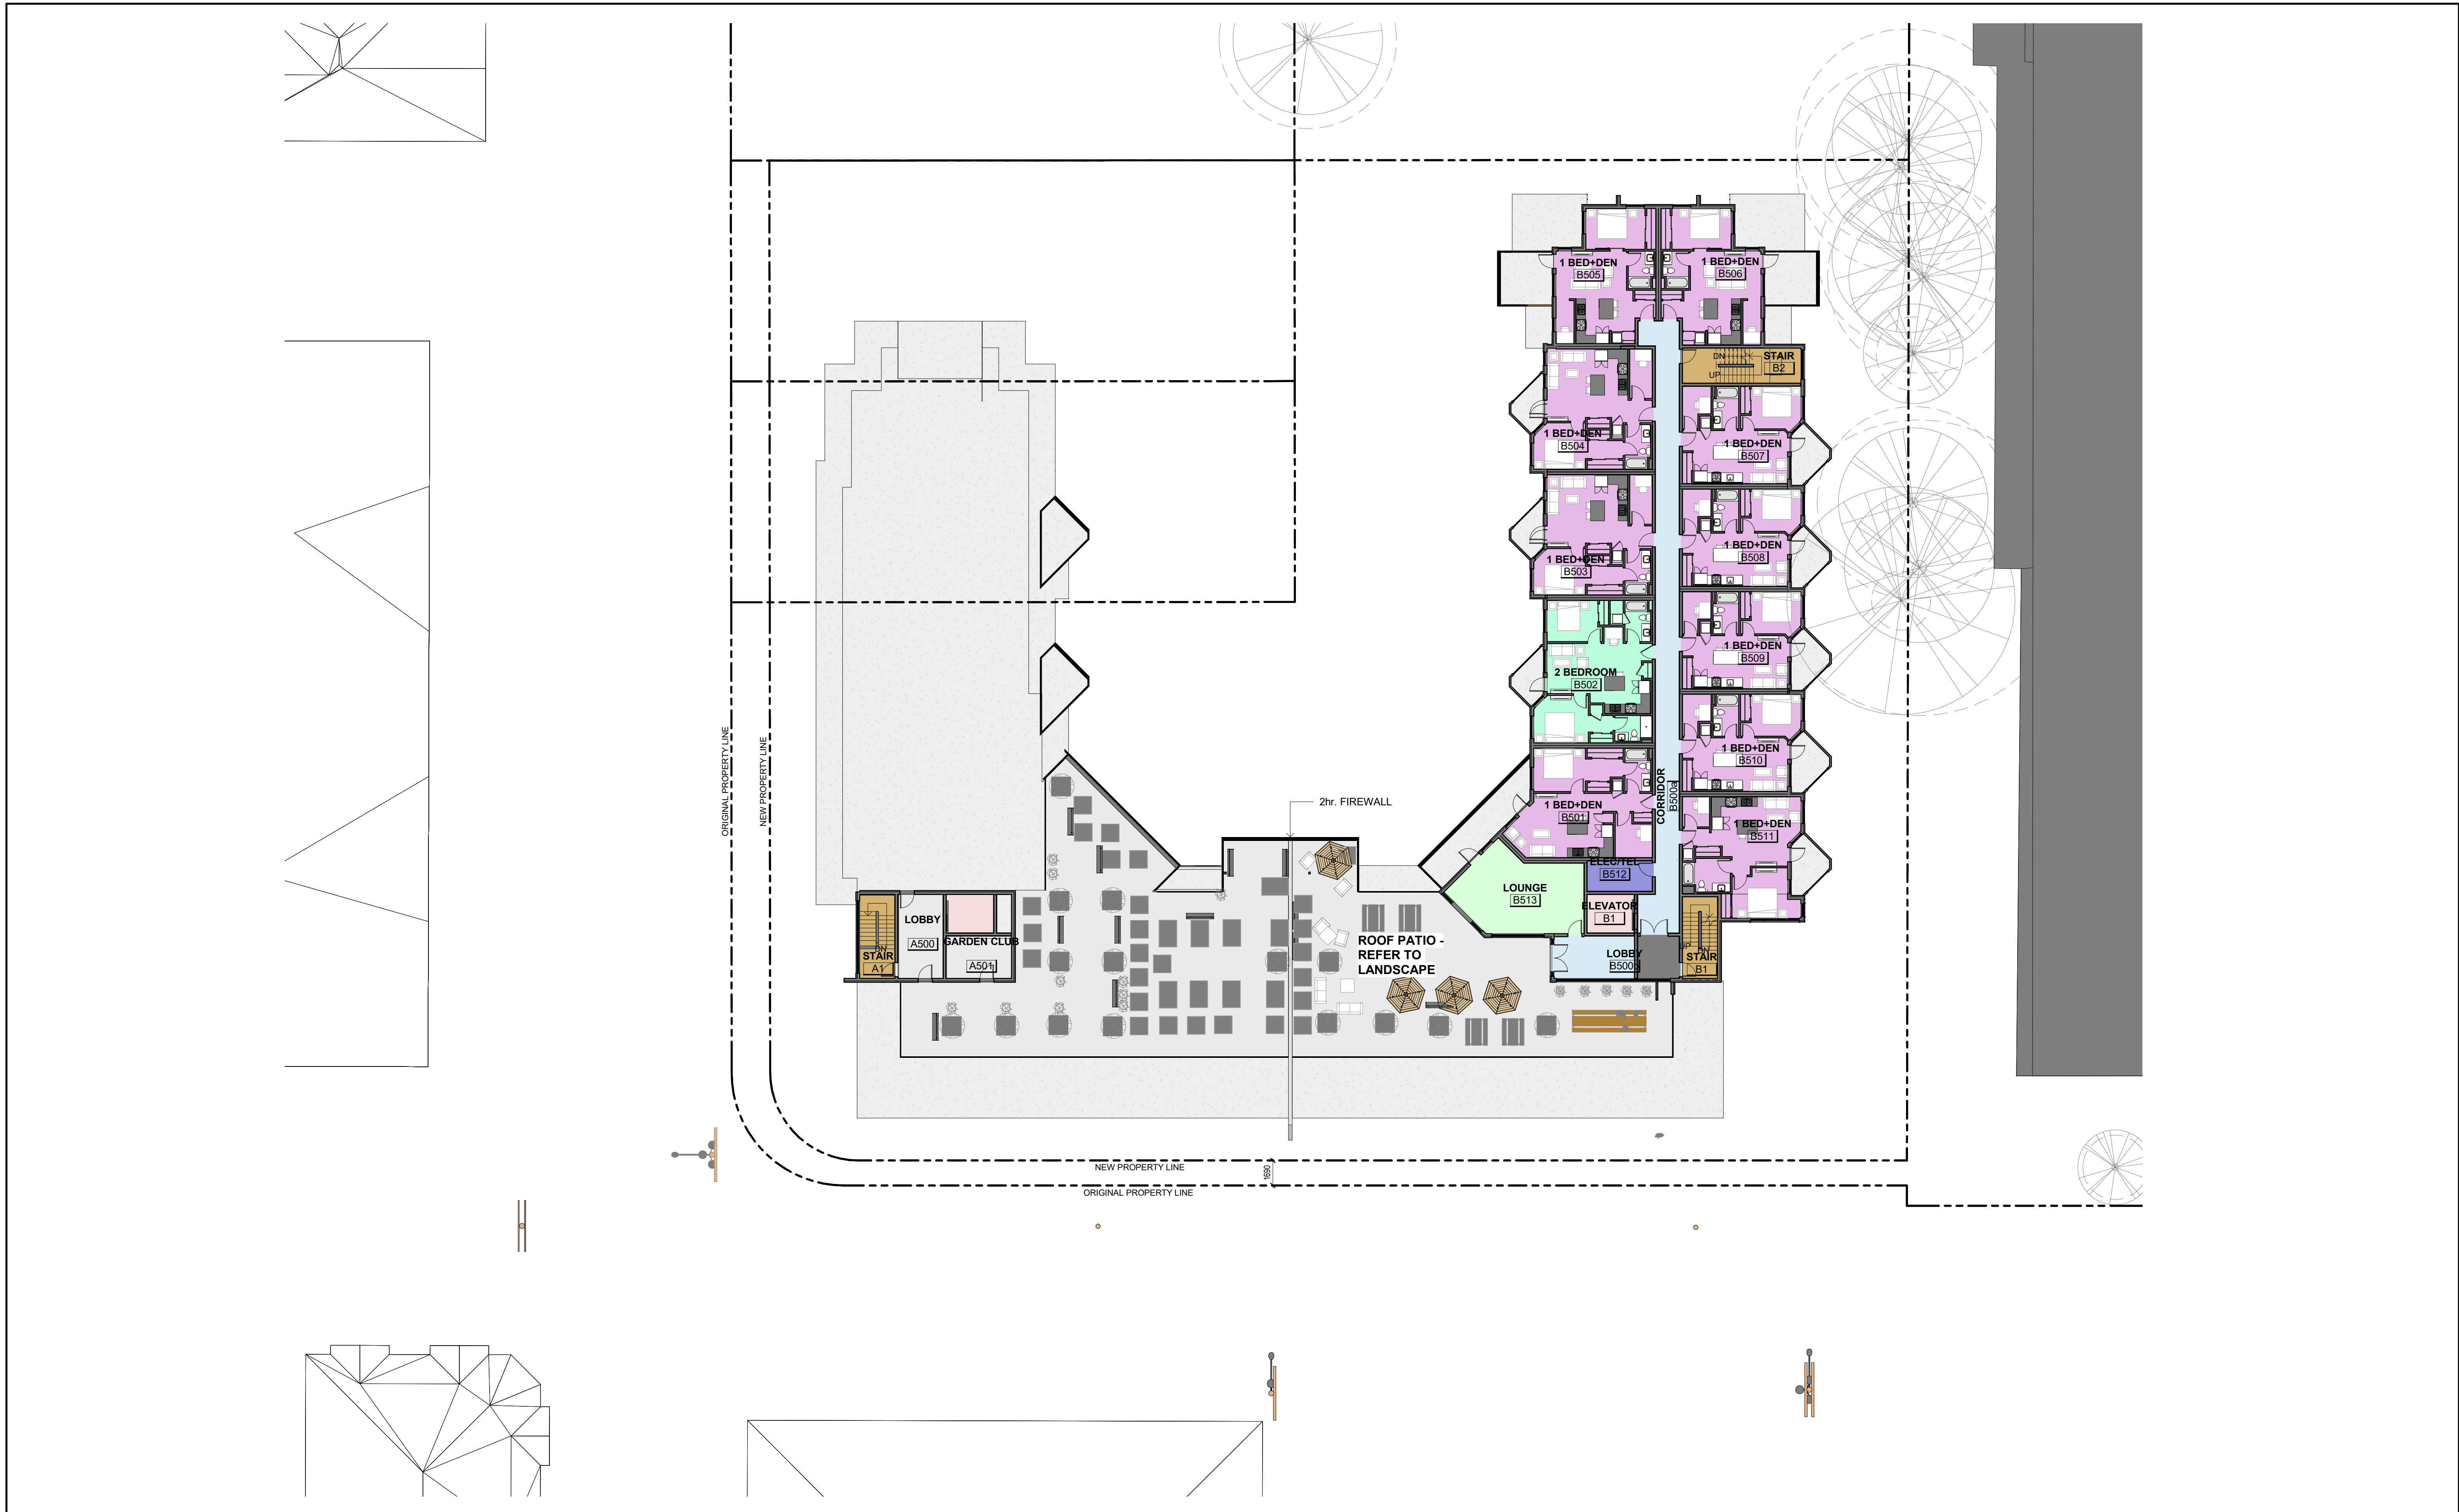 1 BED+DEN
B505
1 BED+DEN
B506
STAIR
B2
DN
UP
1 BED+DEN
B504
1 BED+DEN
B507
1 BED+DEN
B503
1 BED+DEN
B508
2 BEDROOM
B502
1 BED+DEN
B509
1 BED+DEN
B510
CORRIDOR
B500a
1 BED+DEN
B501
1 BED+DEN
B511
ELEC/TEL
B512
LOUNGE
B513
ELEVATOR
B1
LOBBY
UP
DN
STAIR
B1
ORIGINAL PROPERTY LINE
NEW PROPERTY LINE
2hr. FIREWALL
LOBBY
A500
GARDEN CLUB
A501
DN
STAIR
A1
ROOF PATIO -
REFER TO
LANDSCAPE
NEW PROPERTY LINE
1690
ORIGINAL PROPERTY LINE